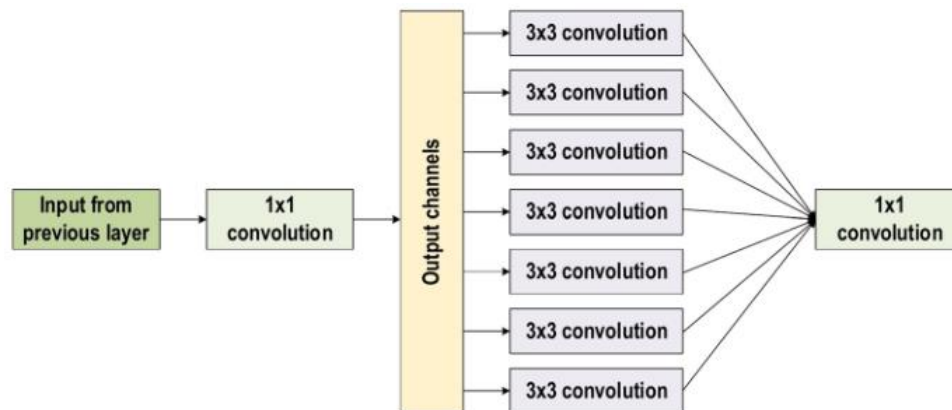 3x3 convolution
3x3 convolution
3x3 convolution
Input from
previous layer
1x1
convolution
Output channels
3x3 convolution
1x1
convolution
3x3 convolution
3x3 convolution
3x3 convolution